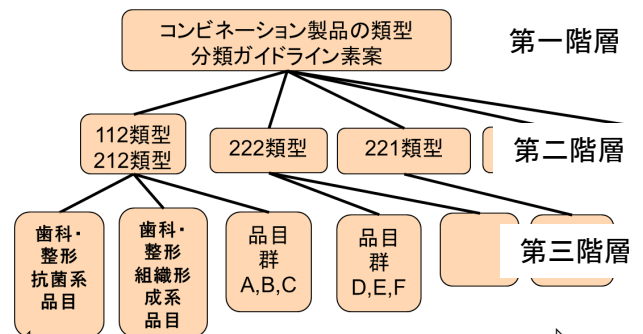 コンビネーション製品の類型
分類ガイドライン素案
第一階層
112類型
212類型
222類型
221類型
第二階層
歯科・
整形
抗菌系
品目
歯科・
整形
組織形
成系
品目
品目
群
A,B,C
品目
群
D,E,F
第三階層